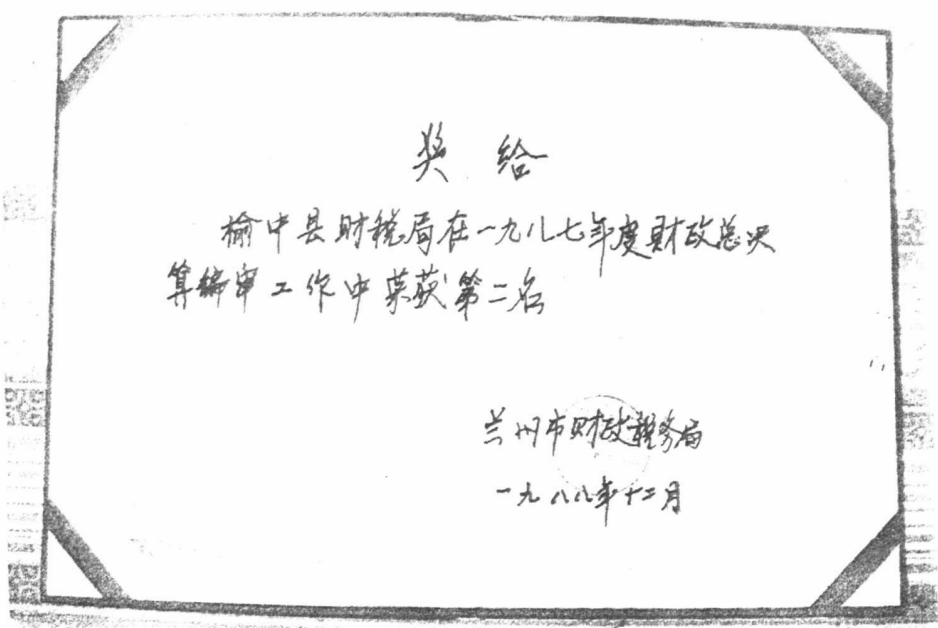 奖给
榆中县财税局在一九八七年度财政总决
算编审工作中荣获第二名
兰州市财政税务局
一九八八年十二月